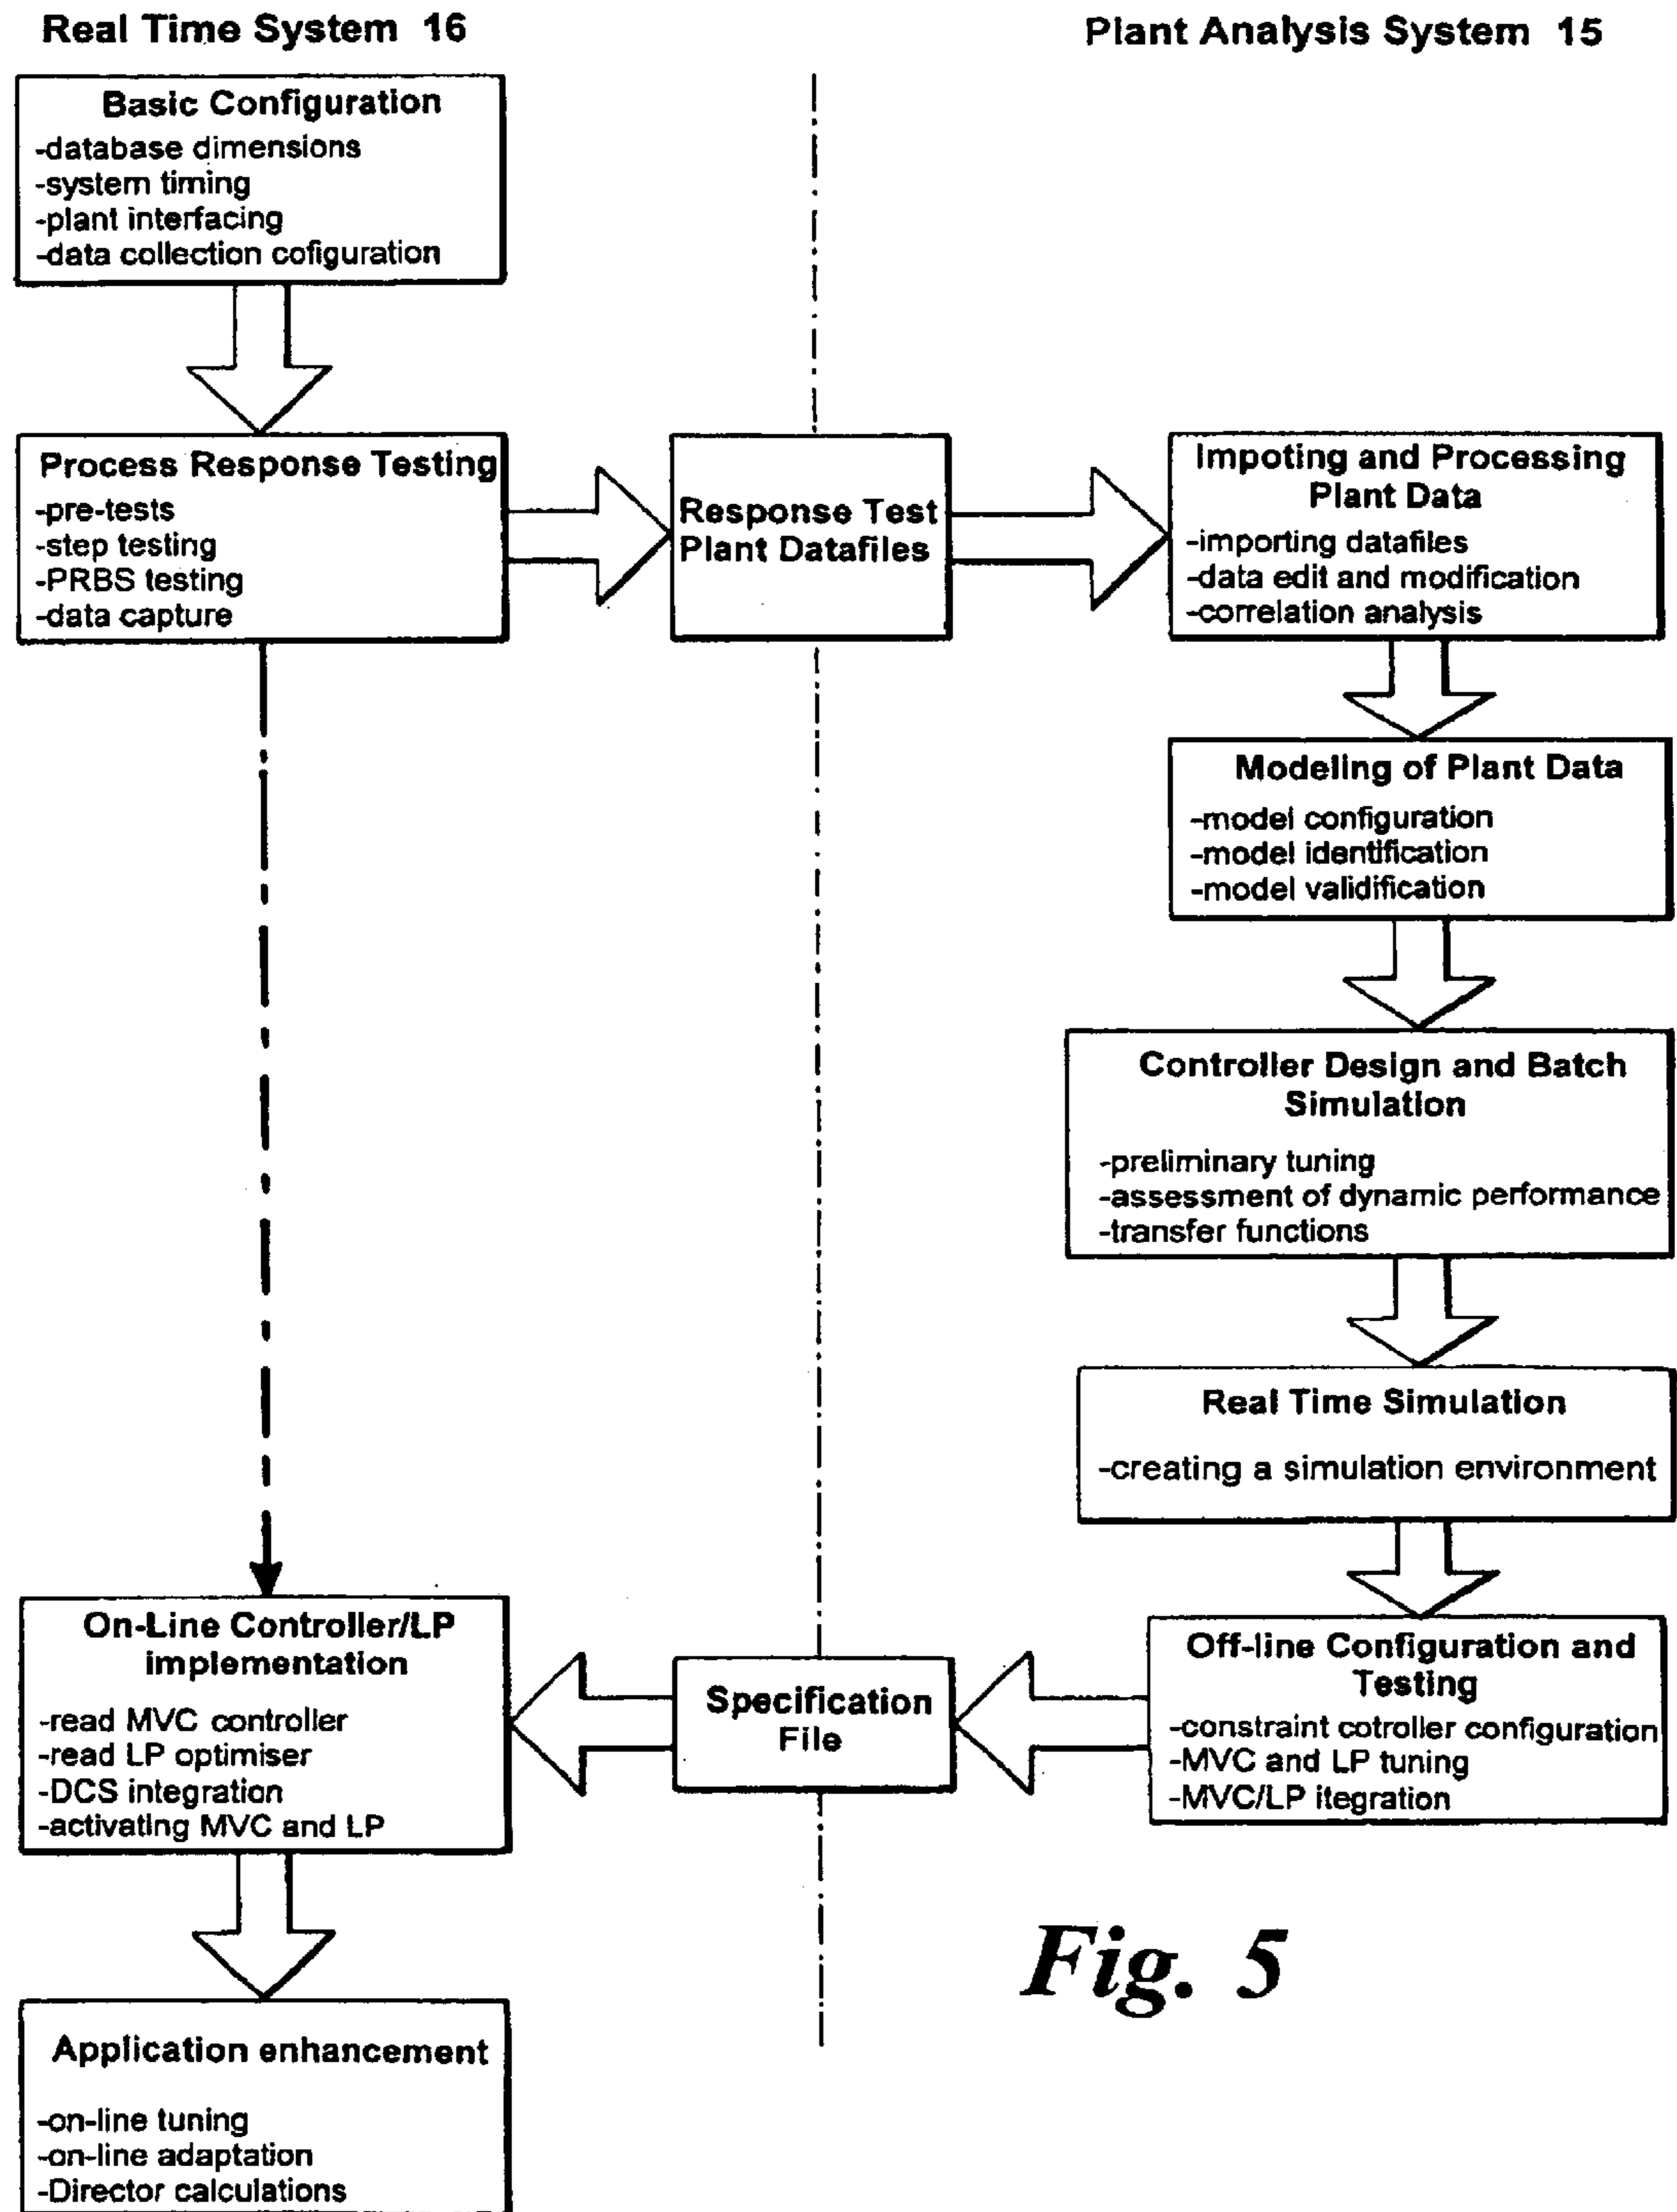 Real Time System 16
Plant Analysis System 15
Basic Configuration
-database dimensions
-system timing
-plant interfacing
-data collection cofiguration
Process Response Testing
-pre-tests
-step testing
-PRBS testing
-data capture
Response Test
Plant Datafiles
Impoting and Processing
Plant Data
-importing datafiles
-data edit and modification
-correlation analysis
Modeling of Plant Data
-model configuration
-model identification
-model validification
Controller Design and Batch
Simulation
-preliminary tuning
-assessment of dynamic performance
-transfer functions
Real Time Simulation
-creating a simulation environment
Off-line Configuration and
Testing
-constraint cotroller configuration
-MVC and LP tuning
-MVC/LP itegration
Specification
File
On-Line Controller/LP
implementation
-read MVC controller
-read LP optimiser
-DCS integration
-activating MVC and LP
Application enhancement
-on-line tuning
-on-line adaptation
-Director calculations
Fig. 5